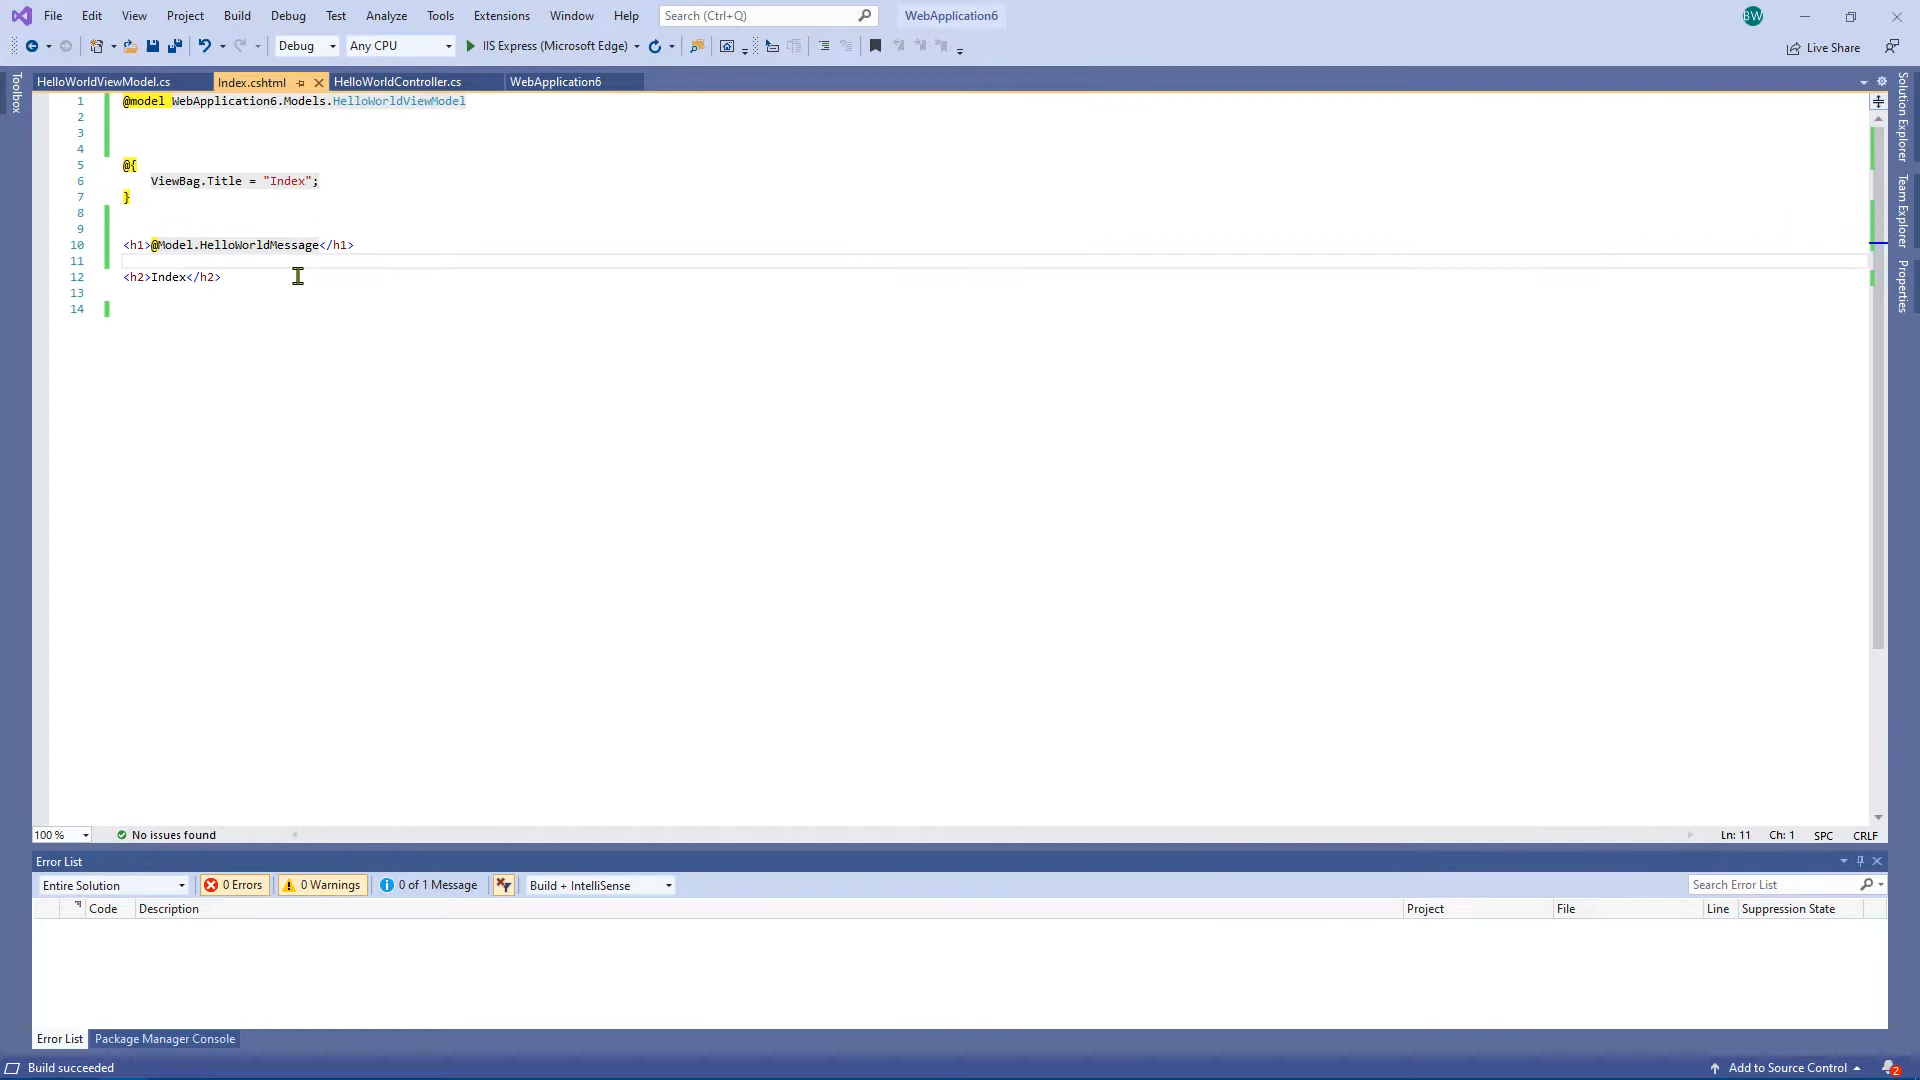 File Edit View Project Build Debug Test Analyze Tools Extensions Window Help Search (Ctrl+Q) WebApplication6 BW
Debug Any CPU IIS Express (Microsoft Edge) Live Share
Toolbox
HelloWorldViewModel.cs Index.cshtml HelloWorldController.cs WebApplication6
1 @model WebApplication6.Models.HelloWorldViewModel
2
3
4
5 @{
6 ViewBag.Title = "Index";
7 }
8
9
10 <h1>@Model.HelloWorldMessage</h1>
11
12 <h2>Index</h2>
13
14
Solution Explorer
Team Explorer
Properties
100 % No issues found Ln: 11 Ch: 1 SPC CRLF
Error List
Entire Solution 0 Errors 0 Warnings 0 of 1 Message Build + IntelliSense Search Error List
Code Description Project File Line Suppression State
Error List Package Manager Console
Build succeeded Add to Source Control 2